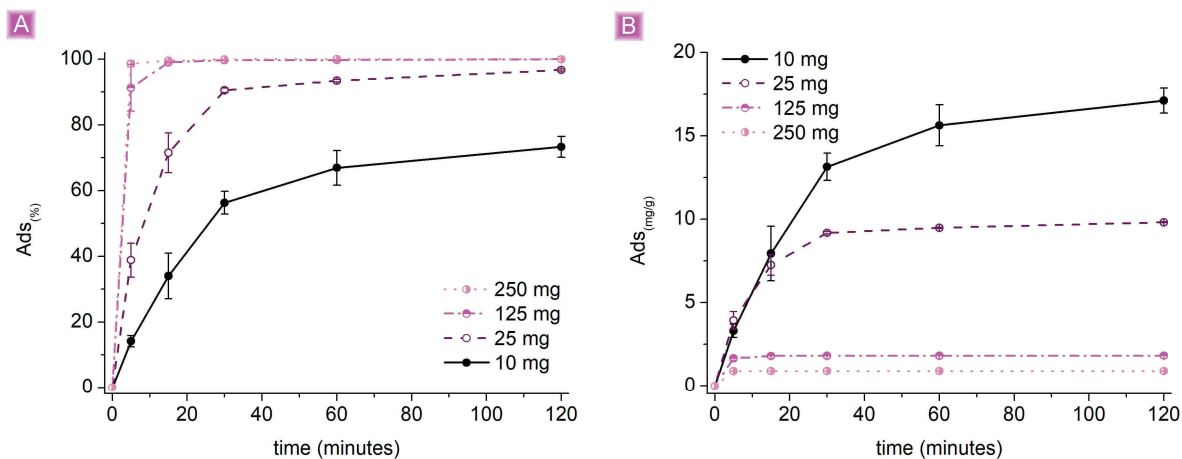 A
100
80
60
40
20
0
Ads(%)
250 mg
125 mg
25 mg
10 mg
0 20 40 60 80 100 120
time (minutes)
B
20
15
10
5
0
Ads(mg/g)
10 mg
25 mg
125 mg
250 mg
0 20 40 60 80 100 120
time (minutes)